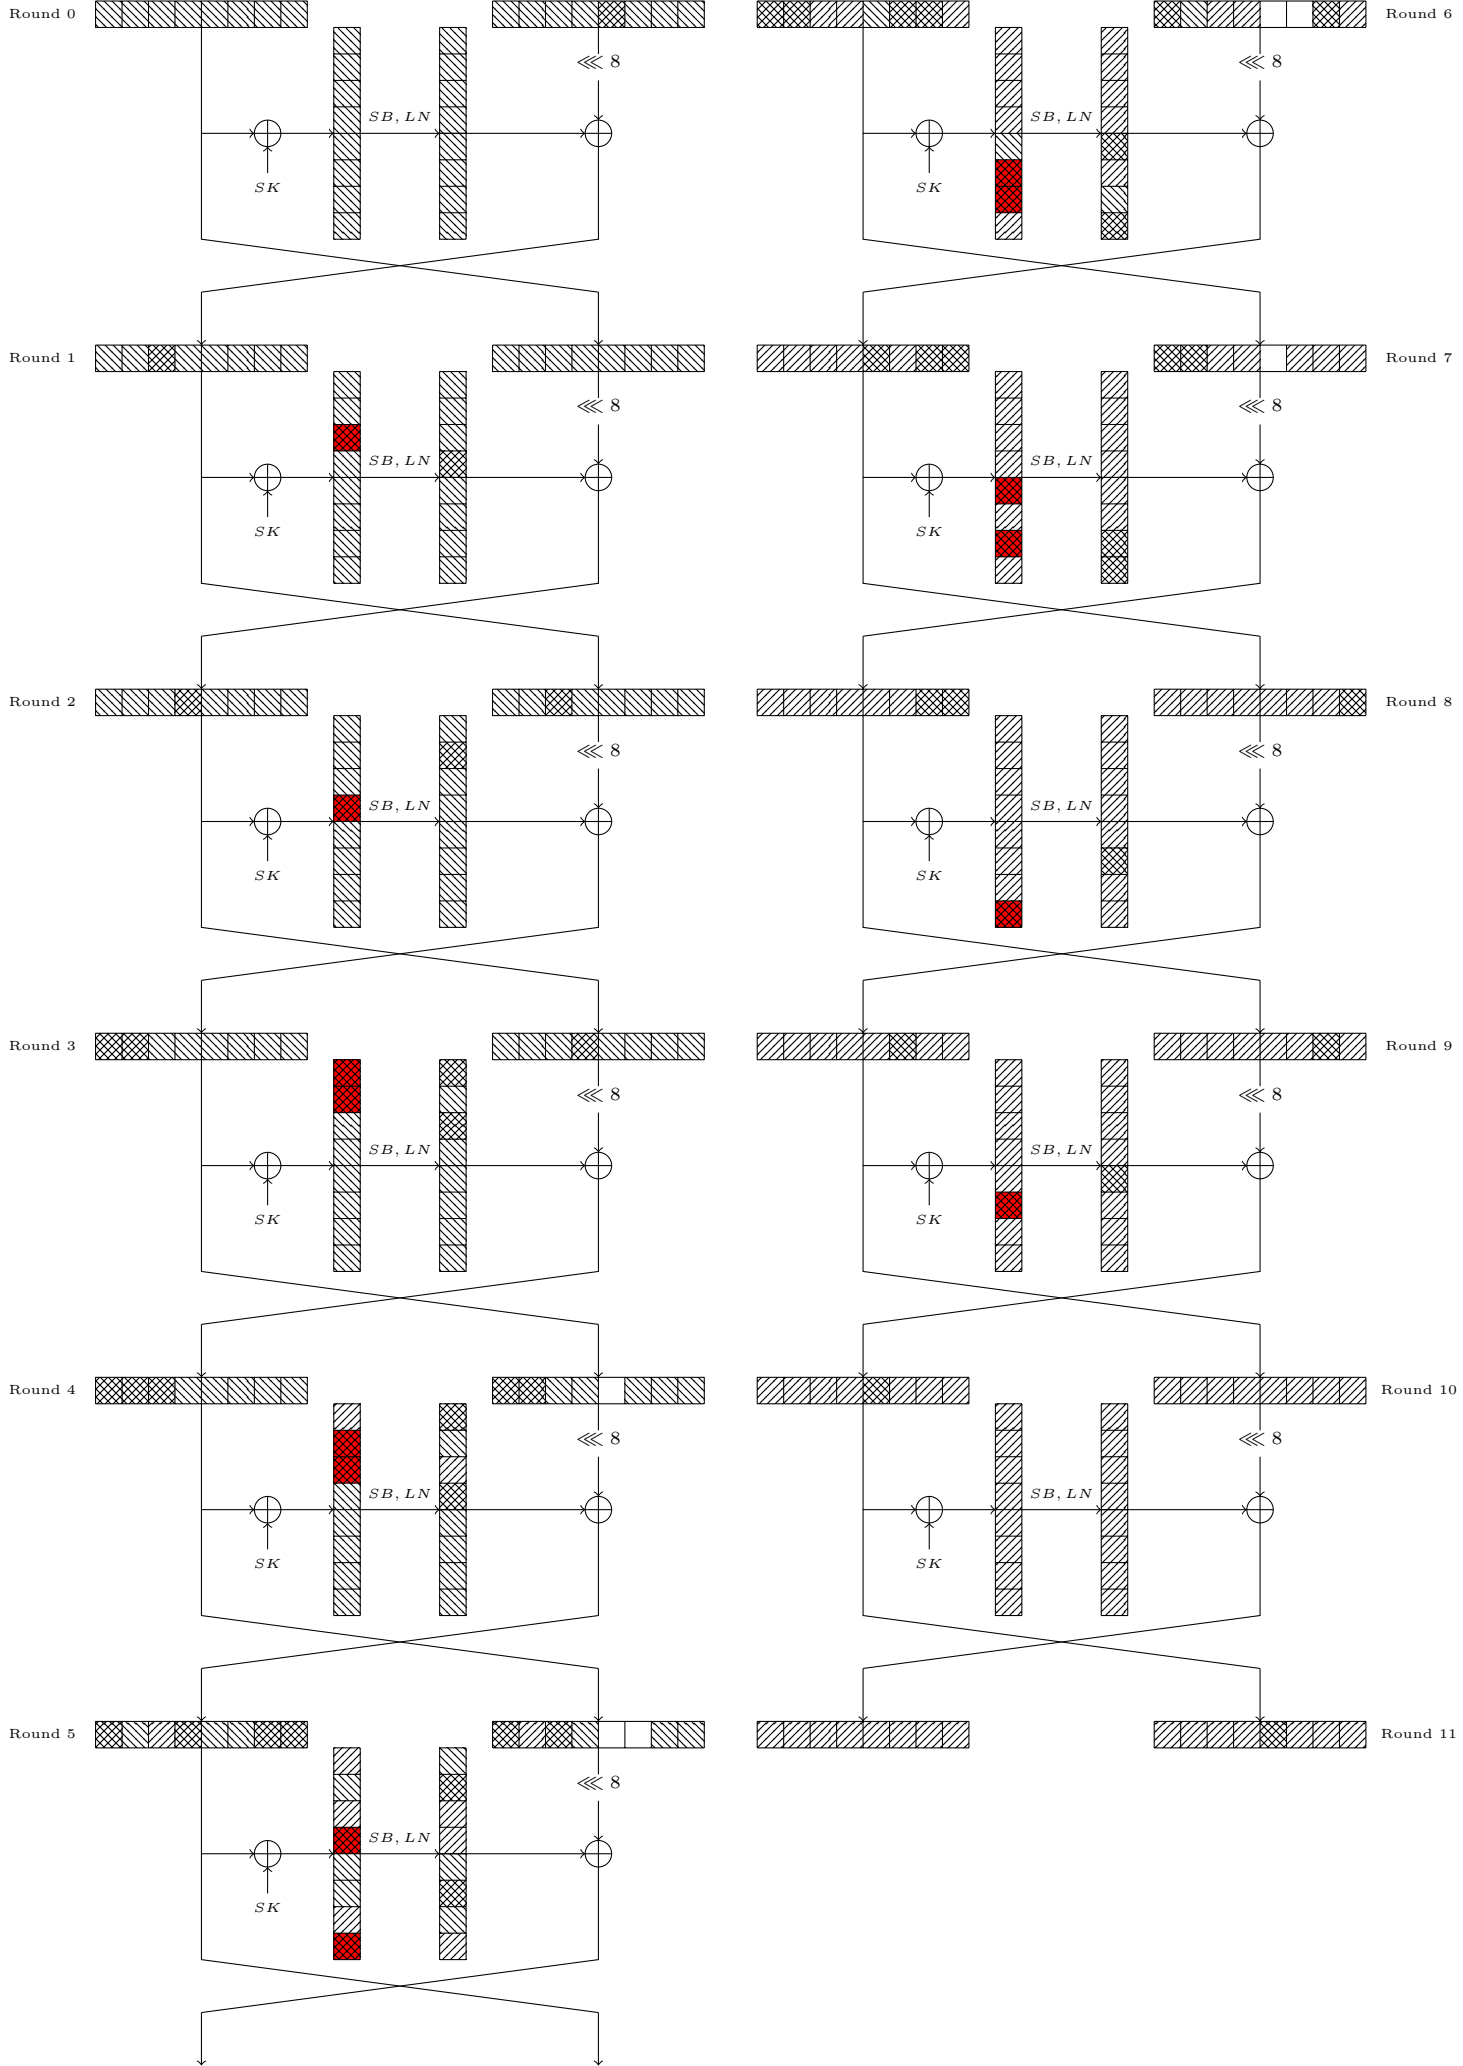 Round 0
⋘ 8
SB, LN
SK
Round 1
⋘ 8
SB, LN
SK
Round 2
⋘ 8
SB, LN
SK
Round 3
⋘ 8
SB, LN
SK
Round 4
⋘ 8
SB, LN
SK
Round 5
⋘ 8
SB, LN
SK
Round 6
⋘ 8
SB, LN
SK
Round 7
⋘ 8
SB, LN
SK
Round 8
⋘ 8
SB, LN
SK
Round 9
⋘ 8
SB, LN
SK
Round 10
⋘ 8
SB, LN
SK
Round 11